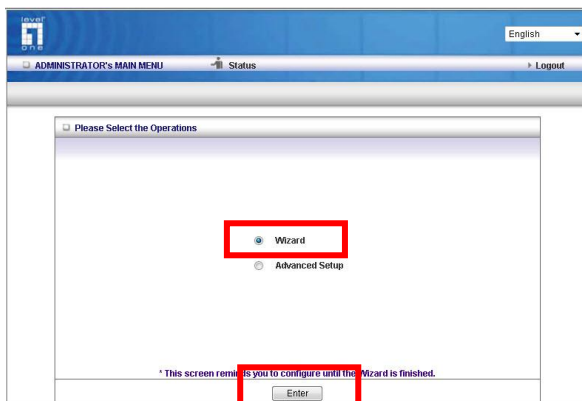 level
one
English
ADMINISTRATOR's MAIN MENU
Status
Logout
Please Select the Operations
Wizard
Advanced Setup
* This screen reminds you to configure until the Wizard is finished.
Enter